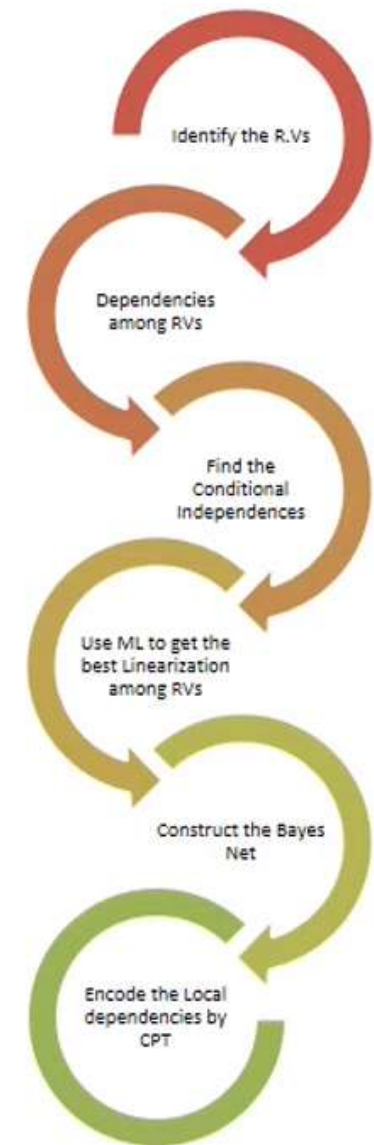 Identify the R.Vs
Dependencies
among RVs
Find the
Conditional
Independences
Use ML to get the
best Linearization
among RVs
Construct the Bayes
Net
Encode the Local
dependencies by
CPT